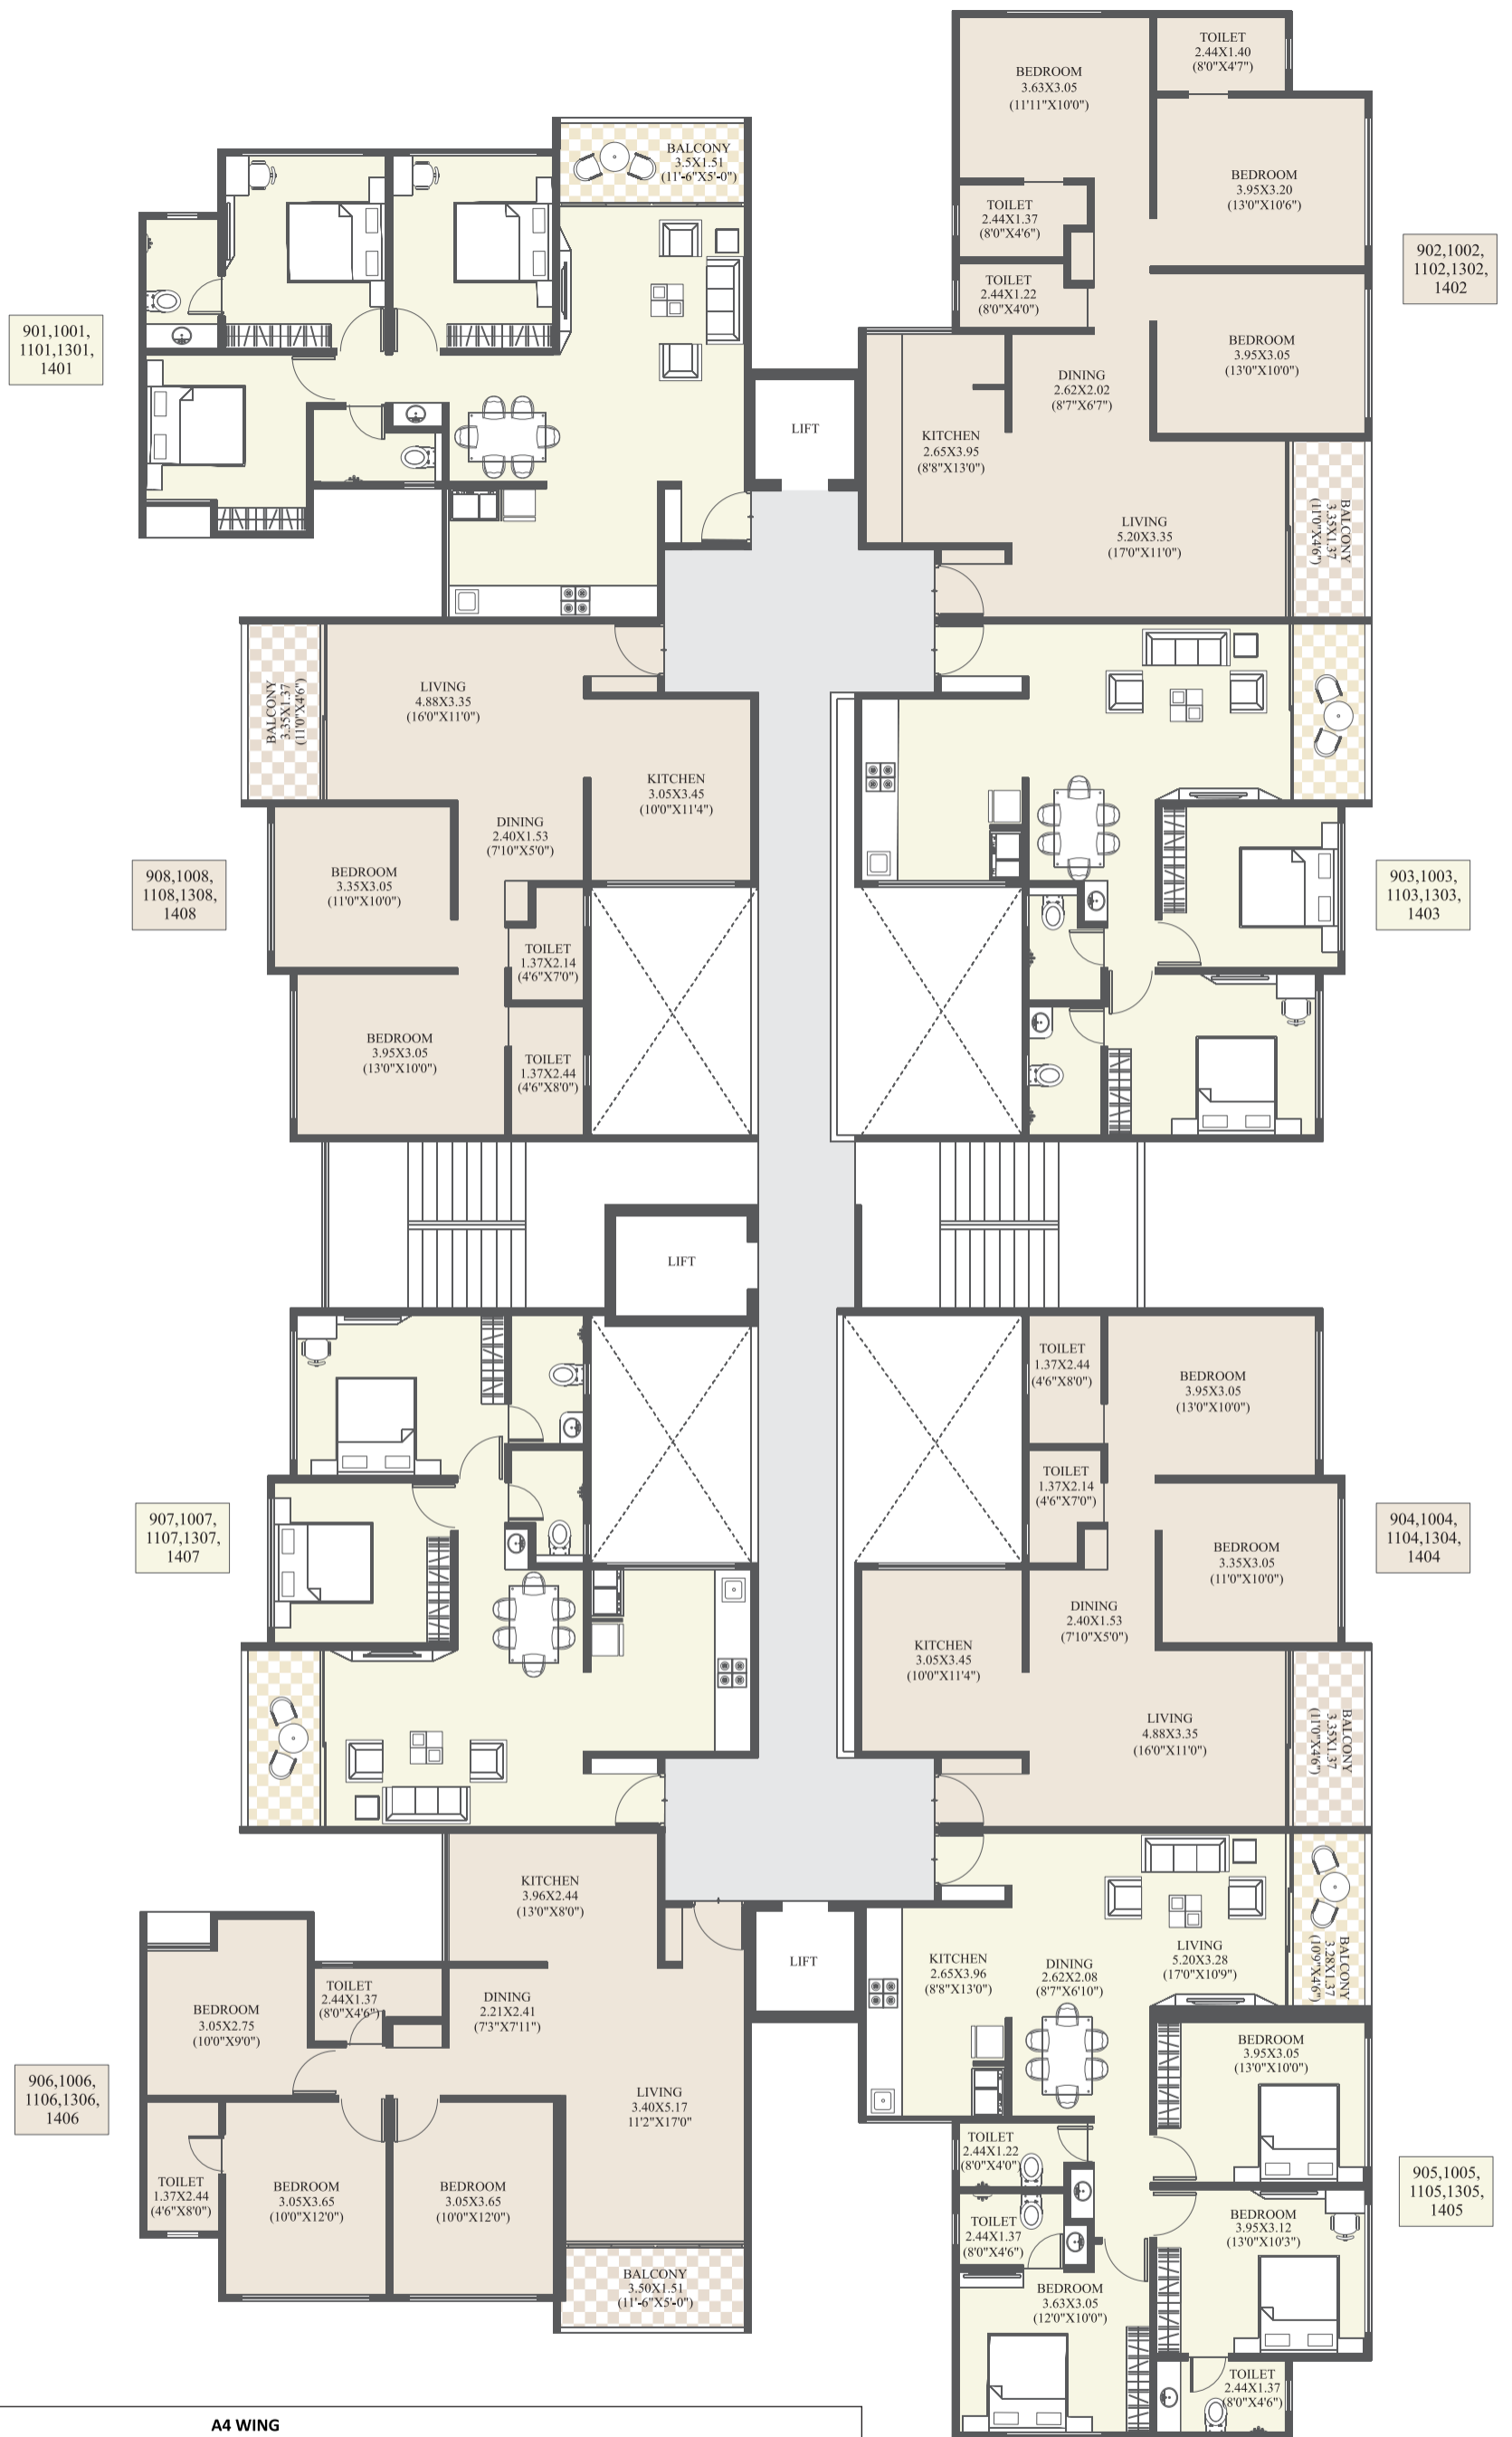 TOILET
2.44X1.40
(8'0"X4'7")
BEDROOM
3.63X3.05
(11'11"X10'0")
BALCONY
3.5X1.51
(11'-6"X5'-0")
BEDROOM
3.95X3.20
(13'0"X10'6")
TOILET
2.44X1.37
(8'0"X4'6")
902,1002,
1102,1302,
1402
TOILET
2.44X1.22
(8'0"X4'0")
901,1001,
1101,1301,
1401
BEDROOM
3.95X3.05
(13'0"X10'0")
DINING
2.62X2.02
(8'7"X6'7")
LIFT
KITCHEN
2.65X3.95
(8'8"X13'0")
LIVING
5.20X3.35
(17'0"X11'0")
BALCONY
3.35X1.37
(11'0"X4'6")
LIVING
4.88X3.35
(16'0"X11'0")
BALCONY
3.35X1.37
(11'0"X4'6")
KITCHEN
3.05X3.45
(10'0"X11'4")
DINING
2.40X1.53
(7'10"X5'0")
908,1008,
1108,1308,
1408
BEDROOM
3.35X3.05
(11'0"X10'0")
903,1003,
1103,1303,
1403
TOILET
1.37X2.14
(4'6"X7'0")
BEDROOM
3.95X3.05
(13'0"X10'0")
TOILET
1.37X2.44
(4'6"X8'0")
LIFT
TOILET
1.37X2.44
(4'6"X8'0")
BEDROOM
3.95X3.05
(13'0"X10'0")
TOILET
1.37X2.14
(4'6"X7'0")
907,1007,
1107,1307,
1407
904,1004,
1104,1304,
1404
BEDROOM
3.35X3.05
(11'0"X10'0")
DINING
2.40X1.53
(7'10"X5'0")
KITCHEN
3.05X3.45
(10'0"X11'4")
LIVING
4.88X3.35
(16'0"X11'0")
BALCONY
3.35X1.37
(11'0"X4'6")
KITCHEN
3.96X2.44
(13'0"X8'0")
LIFT
KITCHEN
2.65X3.96
(8'8"X13'0")
DINING
2.62X2.08
(8'7"X6'10")
LIVING
5.20X3.28
(17'0"X10'9")
BALCONY
3.28X1.37
(10'9"X4'6")
TOILET
2.44X1.37
(8'0"X4'6")
DINING
2.21X2.41
(7'3"X7'11")
BEDROOM
3.05X2.75
(10'0"X9'0")
BEDROOM
3.95X3.05
(13'0"X10'0")
906,1006,
1106,1306,
1406
LIVING
3.40X5.17
11'2"X17'0"
TOILET
2.44X1.22
(8'0"X4'0")
TOILET
1.37X2.44
(4'6"X8'0")
BEDROOM
3.05X3.65
(10'0"X12'0")
BEDROOM
3.05X3.65
(10'0"X12'0")
905,1005,
1105,1305,
1405
TOILET
2.44X1.37
(8'0"X4'6")
BEDROOM
3.95X3.12
(13'0"X10'3")
BALCONY
3.50X1.51
(11'-6"X5'-0")
BEDROOM
3.63X3.05
(12'0"X10'0")
TOILET
2.44X1.37
(8'0"X4'6")
A4 WING